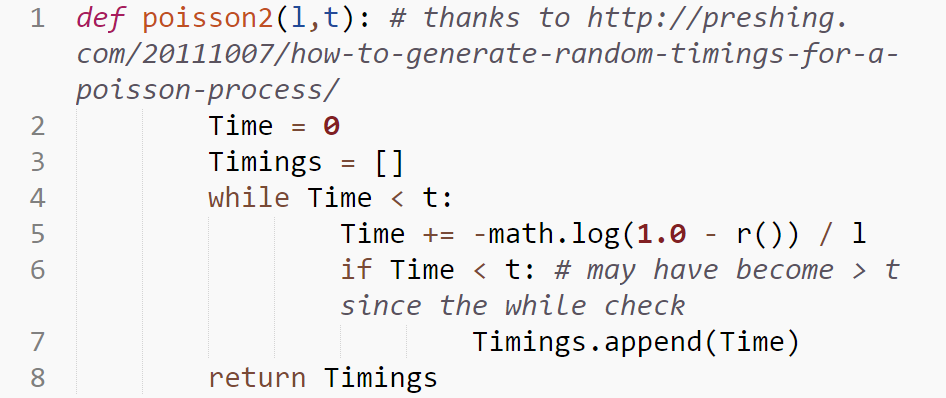 1 def poisson2(l,t): # thanks to http://preshing.
com/20111007/how-to-generate-random-timings-for-a-
poisson-process/
2 Time = 0
3 Timings = []
4 while Time < t:
5 Time += -math.log(1.0 - r()) / l
6 if Time < t: # may have become > t
since the while check
7 Timings.append(Time)
8 return Timings